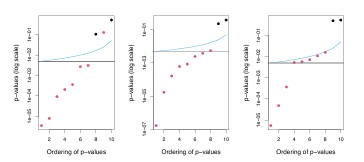 p-values (log scale)
1e-05 1e-04 1e-03 1e-02 1e-01
2 4 6 8 10
Ordering of p-values
p-values (log scale)
1e-07 1e-05 1e-03 1e-01
2 4 6 8 10
Ordering of p-values
p-values (log scale)
1e-05 1e-04 1e-03 1e-02 1e-01
2 4 6 8 10
Ordering of p-values